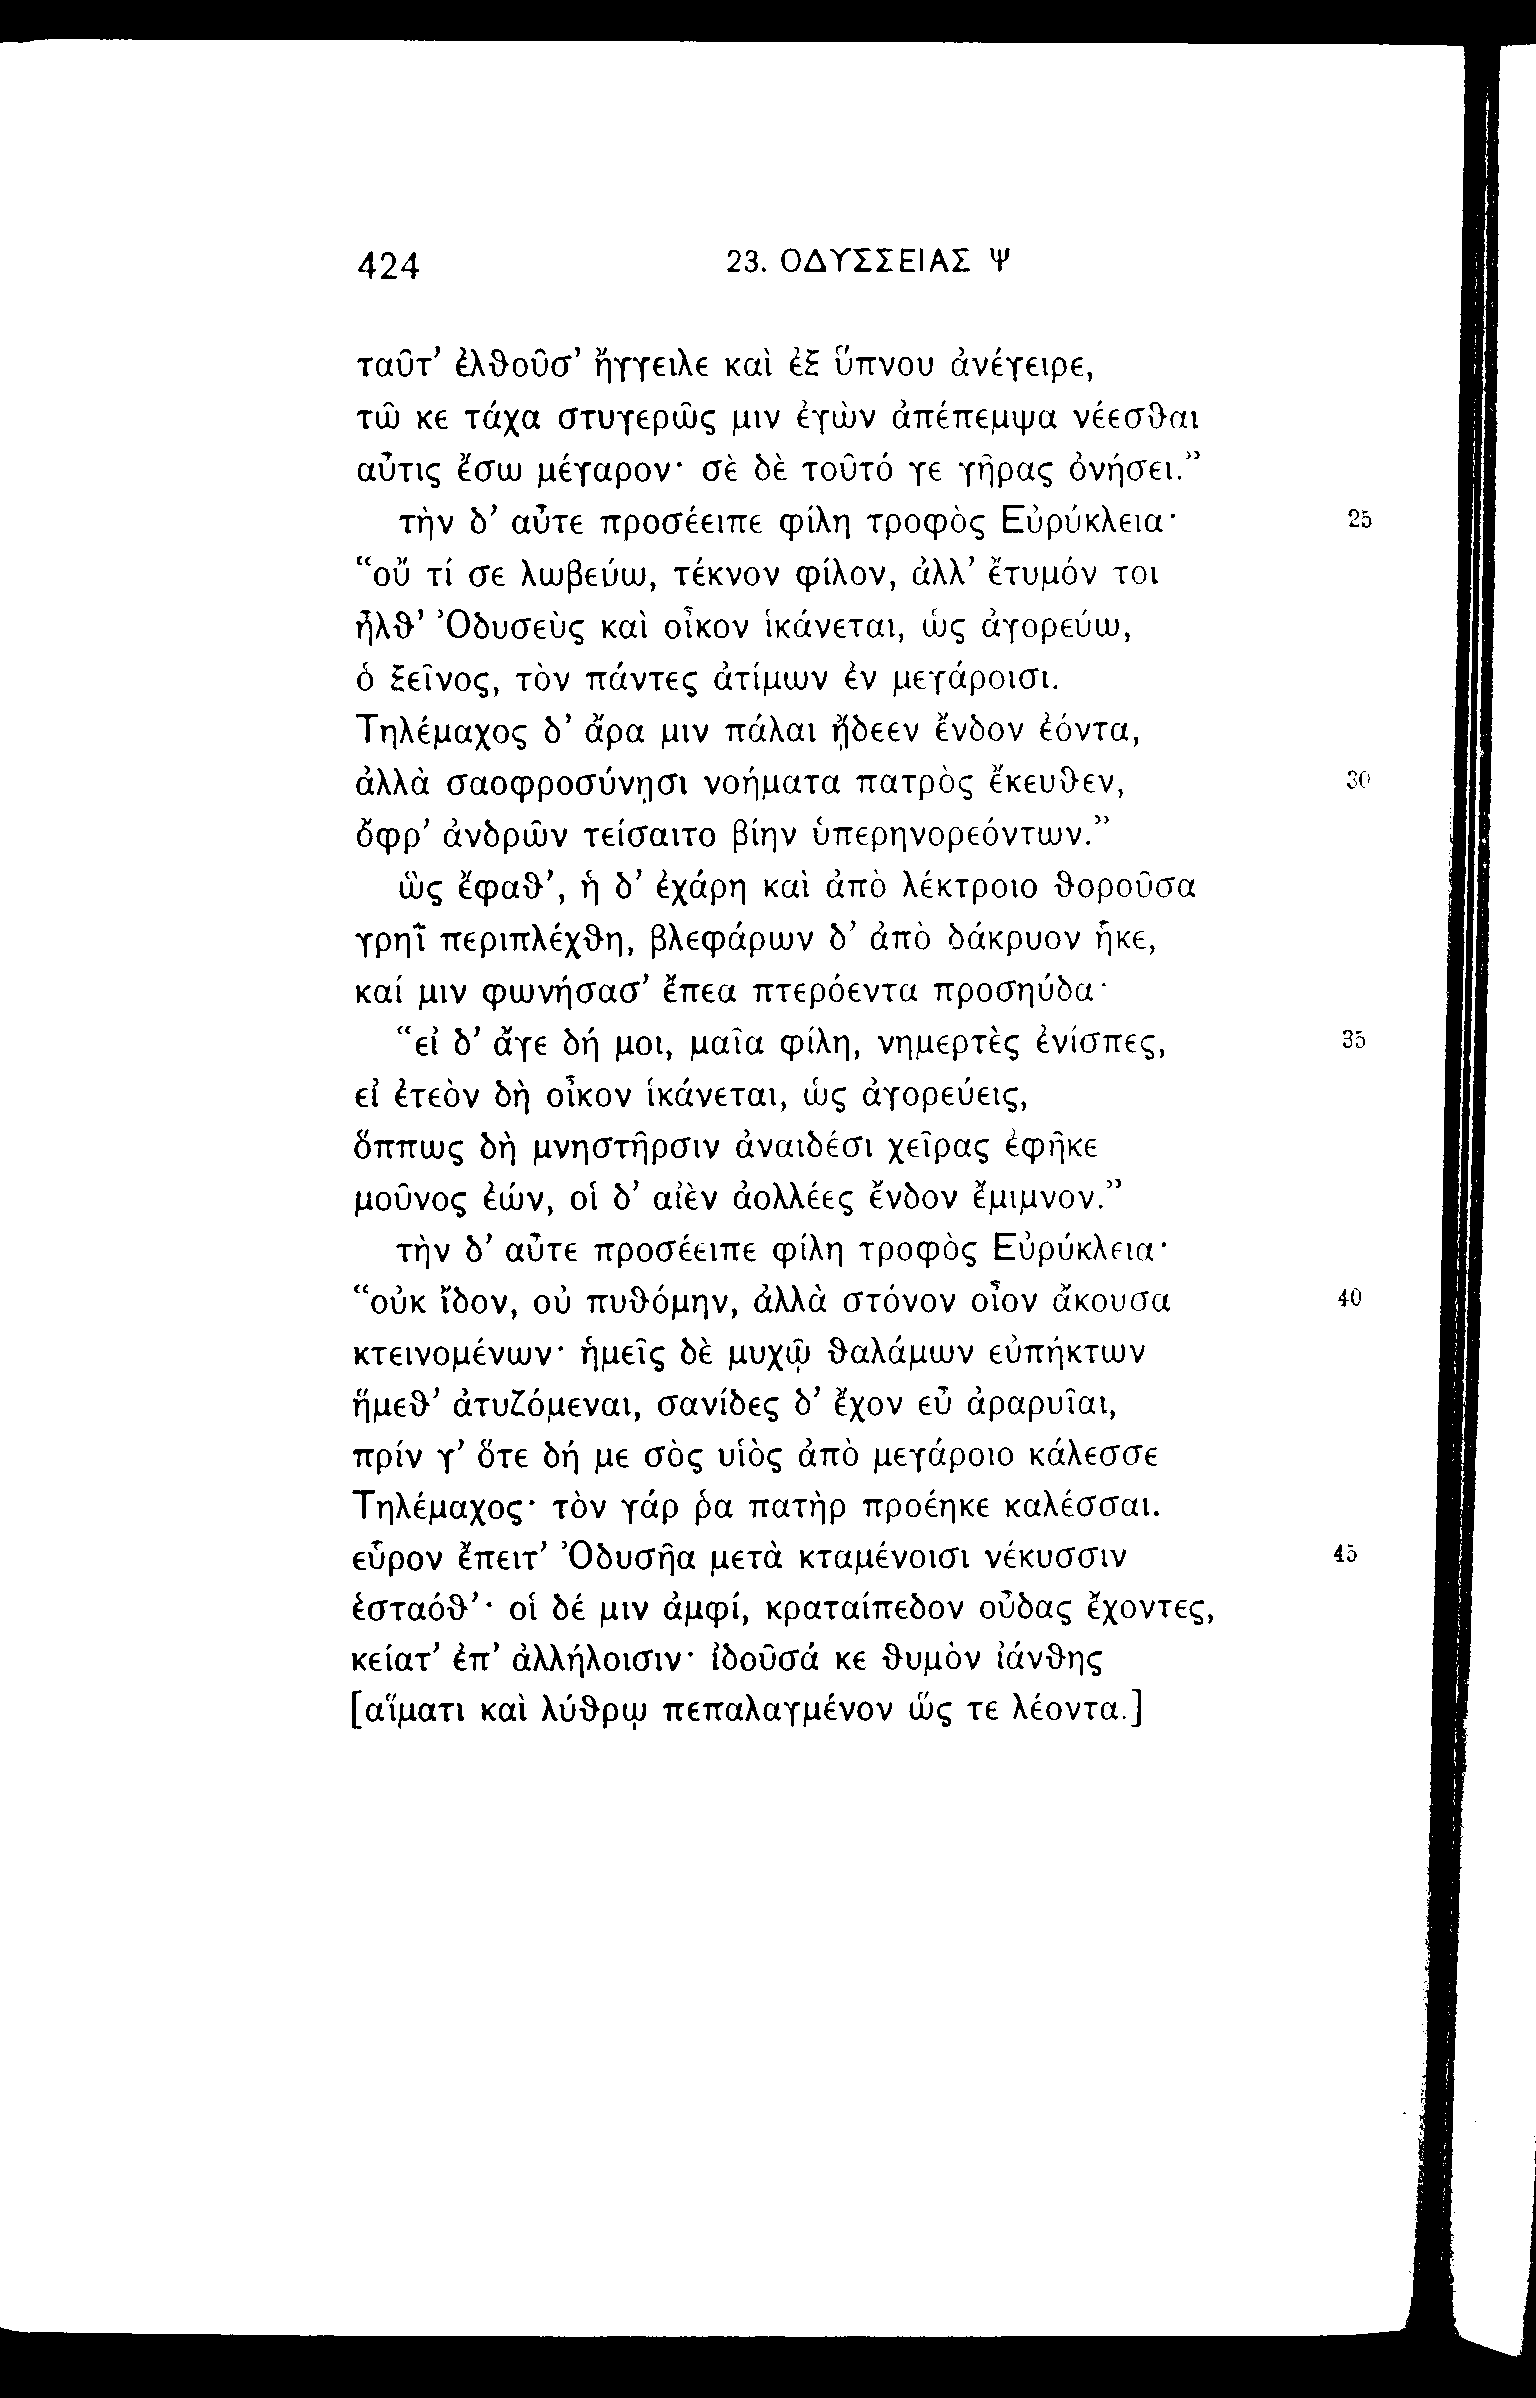 424 23. ΟΔΥΣΣΕΙΑΣ Ψ
ταῦτ’ ἐλθοῦσ’ ἤγγειλε καὶ ἐξ ὕπνου ἀνέγειρε,
τῶ κε τάχα στυγερῶς μιν ἐγὼν ἀπέπεμψα νέεσθαι
αὖτις ἔσω μέγαρον· σὲ δὲ τοῦτό γε γῆρας ὀνήσει.”
τὴν δ’ αὖτε προσέειπε φίλη τροφὸς Εὐρύκλεια· 25
“οὔ τί σε λωβεύω, τέκνον φίλον, ἀλλ’ ἔτυμόν τοι
ἦλθ’ Ὀδυσεὺς καὶ οἶκον ἱκάνεται, ὡς ἀγορεύω,
ὁ ξεῖνος, τὸν πάντες ἀτίμων ἐν μεγάροισι.
Τηλέμαχος δ’ ἄρα μιν πάλαι ᾔδεεν ἔνδον ἐόντα,
ἀλλὰ σαοφροσύνῃσι νοήματα πατρὸς ἔκευθεν, 30
ὄφρ’ ἀνδρῶν τείσαιτο βίην ὑπερηνορεόντων.”
ὣς ἔφαθ’, ἡ δ’ ἐχάρη καὶ ἀπὸ λέκτροιο θοροῦσα
γρηῒ περιπλέχθη, βλεφάρων δ’ ἀπὸ δάκρυον ἧκε,
καί μιν φωνήσασ’ ἔπεα πτερόεντα προσηύδα·
“εἰ δ’ ἄγε δή μοι, μαῖα φίλη, νημερτὲς ἐνίσπες, 35
εἰ ἐτεὸν δὴ οἶκον ἱκάνεται, ὡς ἀγορεύεις,
ὅππως δὴ μνηστῆρσιν ἀναιδέσι χεῖρας ἐφῆκε
μοῦνος ἐών, οἱ δ’ αἰὲν ἀολλέες ἔνδον ἔμιμνον.”
τὴν δ’ αὖτε προσέειπε φίλη τροφὸς Εὐρύκλεια·
“οὐκ ἴδον, οὐ πυθόμην, ἀλλὰ στόνον οἶον ἄκουσα 40
κτεινομένων· ἡμεῖς δὲ μυχῷ θαλάμων εὐπήκτων
ἥμεθ’ ἀτυζόμεναι, σανίδες δ’ ἔχον εὖ ἀραρυῖαι,
πρίν γ’ ὅτε δή με σὸς υἱὸς ἀπὸ μεγάροιο κάλεσσε
Τηλέμαχος· τὸν γάρ ῥα πατὴρ προέηκε καλέσσαι.
εὗρον ἔπειτ’ Ὀδυσῆα μετὰ κταμένοισι νέκυσσιν 45
ἑσταόθ’· οἱ δέ μιν ἀμφί, κραταίπεδον οὖδας ἔχοντες,
κείατ’ ἐπ’ ἀλλήλοισιν· ἰδοῦσά κε θυμὸν ἰάνθης
[αἵματι καὶ λύθρῳ πεπαλαγμένον ὥς τε λέοντα.]